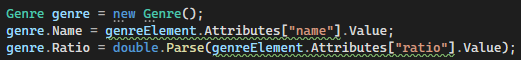 Genre genre = new Genre();
genre.Name = genreElement.Attributes["name"].Value;
genre.Ratio = double.Parse(genreElement.Attributes["ratio"].Value);